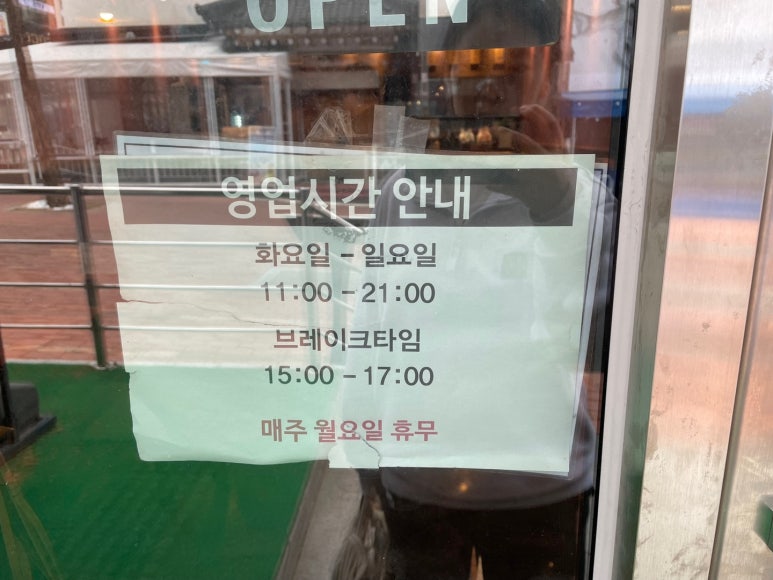 OPEN
영업시간 안내
화요일 - 일요일
11:00 - 21:00
브레이크타임
15:00 - 17:00
매주 월요일 휴무